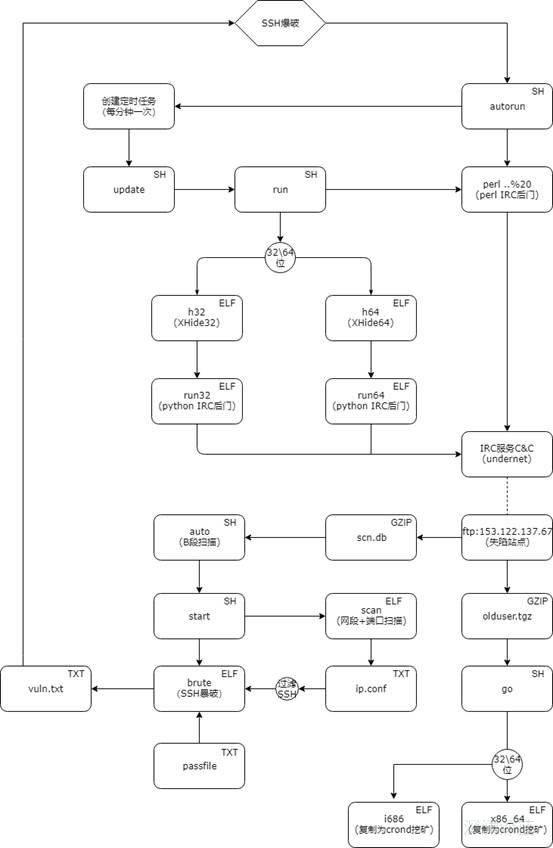 SSH爆破
创建定时任务
(每分钟一次)
SH
autorun
SH
update
SH
run
SH
perl ..%20
(perl IRC后门)
32\64
位
ELF
h32
(XHide32)
ELF
h64
(XHide64)
ELF
run32
(python IRC后门)
ELF
run64
(python IRC后门)
IRC服务C&C
(undernet)
SH
auto
(B段扫描)
GZIP
scn.db
ftp:153.122.137.67
(失陷站点)
SH
start
ELF
scan
(网段+端口扫描)
GZIP
olduser.tgz
TXT
vuln.txt
ELF
brute
(SSH暴破)
过滤
SSH
TXT
ip.conf
SH
go
TXT
passfile
32\64
位
ELF
i686
(复制为crond挖矿)
ELF
x86_64
(复制为crond挖矿)